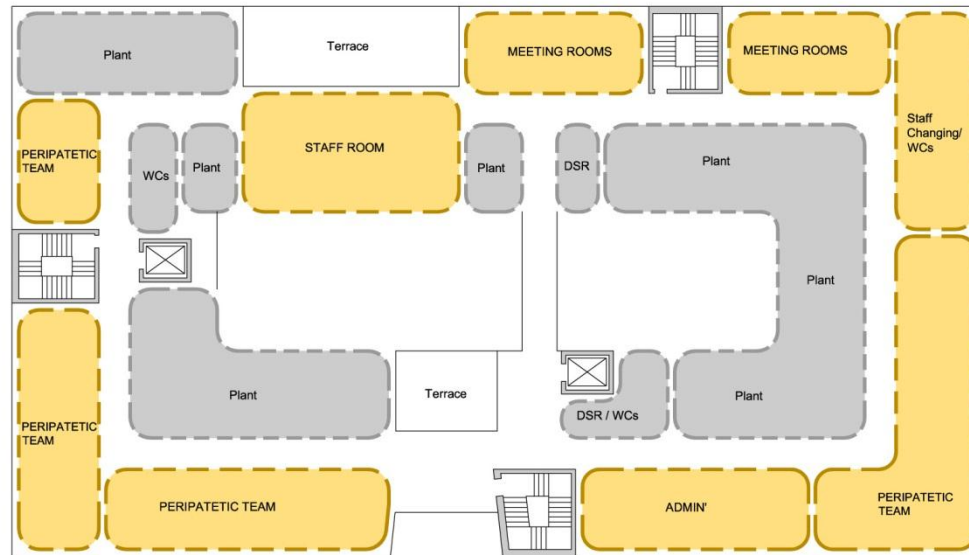 Plant
Terrace
MEETING ROOMS
MEETING ROOMS
Staff
Changing/
WCs
PERIPATETIC
TEAM
WCs
Plant
STAFF ROOM
Plant
DSR
Plant
Plant
Plant
Terrace
DSR / WCs
Plant
PERIPATETIC
TEAM
PERIPATETIC TEAM
ADMIN'
PERIPATETIC
TEAM